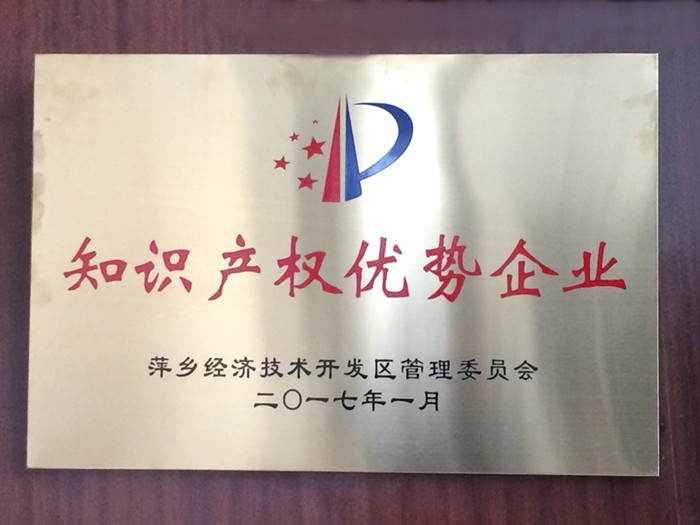 知识产权优势企业
萍乡经济技术开发区管理委员会
二〇一七年一月